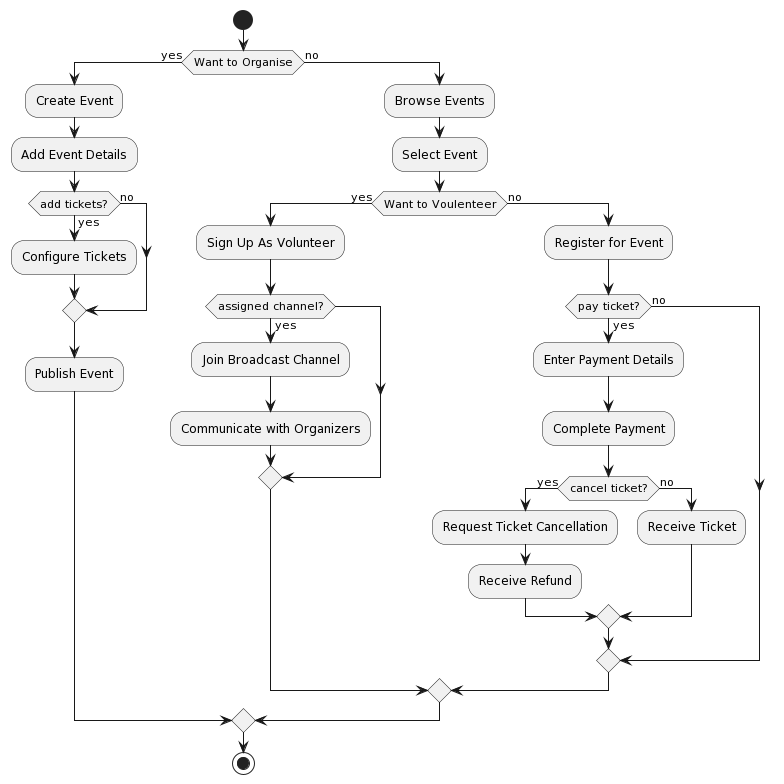 yes
Want to Organise
no
Create Event
Browse Events
Add Event Details
Select Event
add tickets?
no
yes
Want to Voulenteer
no
yes
Configure Tickets
Sign Up As Volunteer
Register for Event
assigned channel?
pay ticket?
no
yes
yes
Publish Event
Join Broadcast Channel
Enter Payment Details
Communicate with Organizers
Complete Payment
yes
cancel ticket?
no
Request Ticket Cancellation
Receive Ticket
Receive Refund